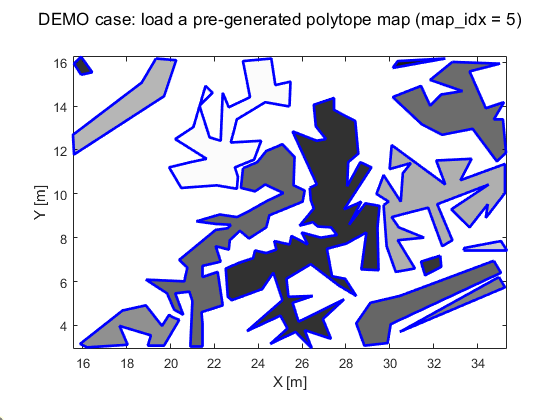 DEMO case: load a pre-generated polytope map (map_idx = 5)
16
14
12
10
8
6
4
Y [m]
16 18 20 22 24 26 28 30 32 34
X [m]